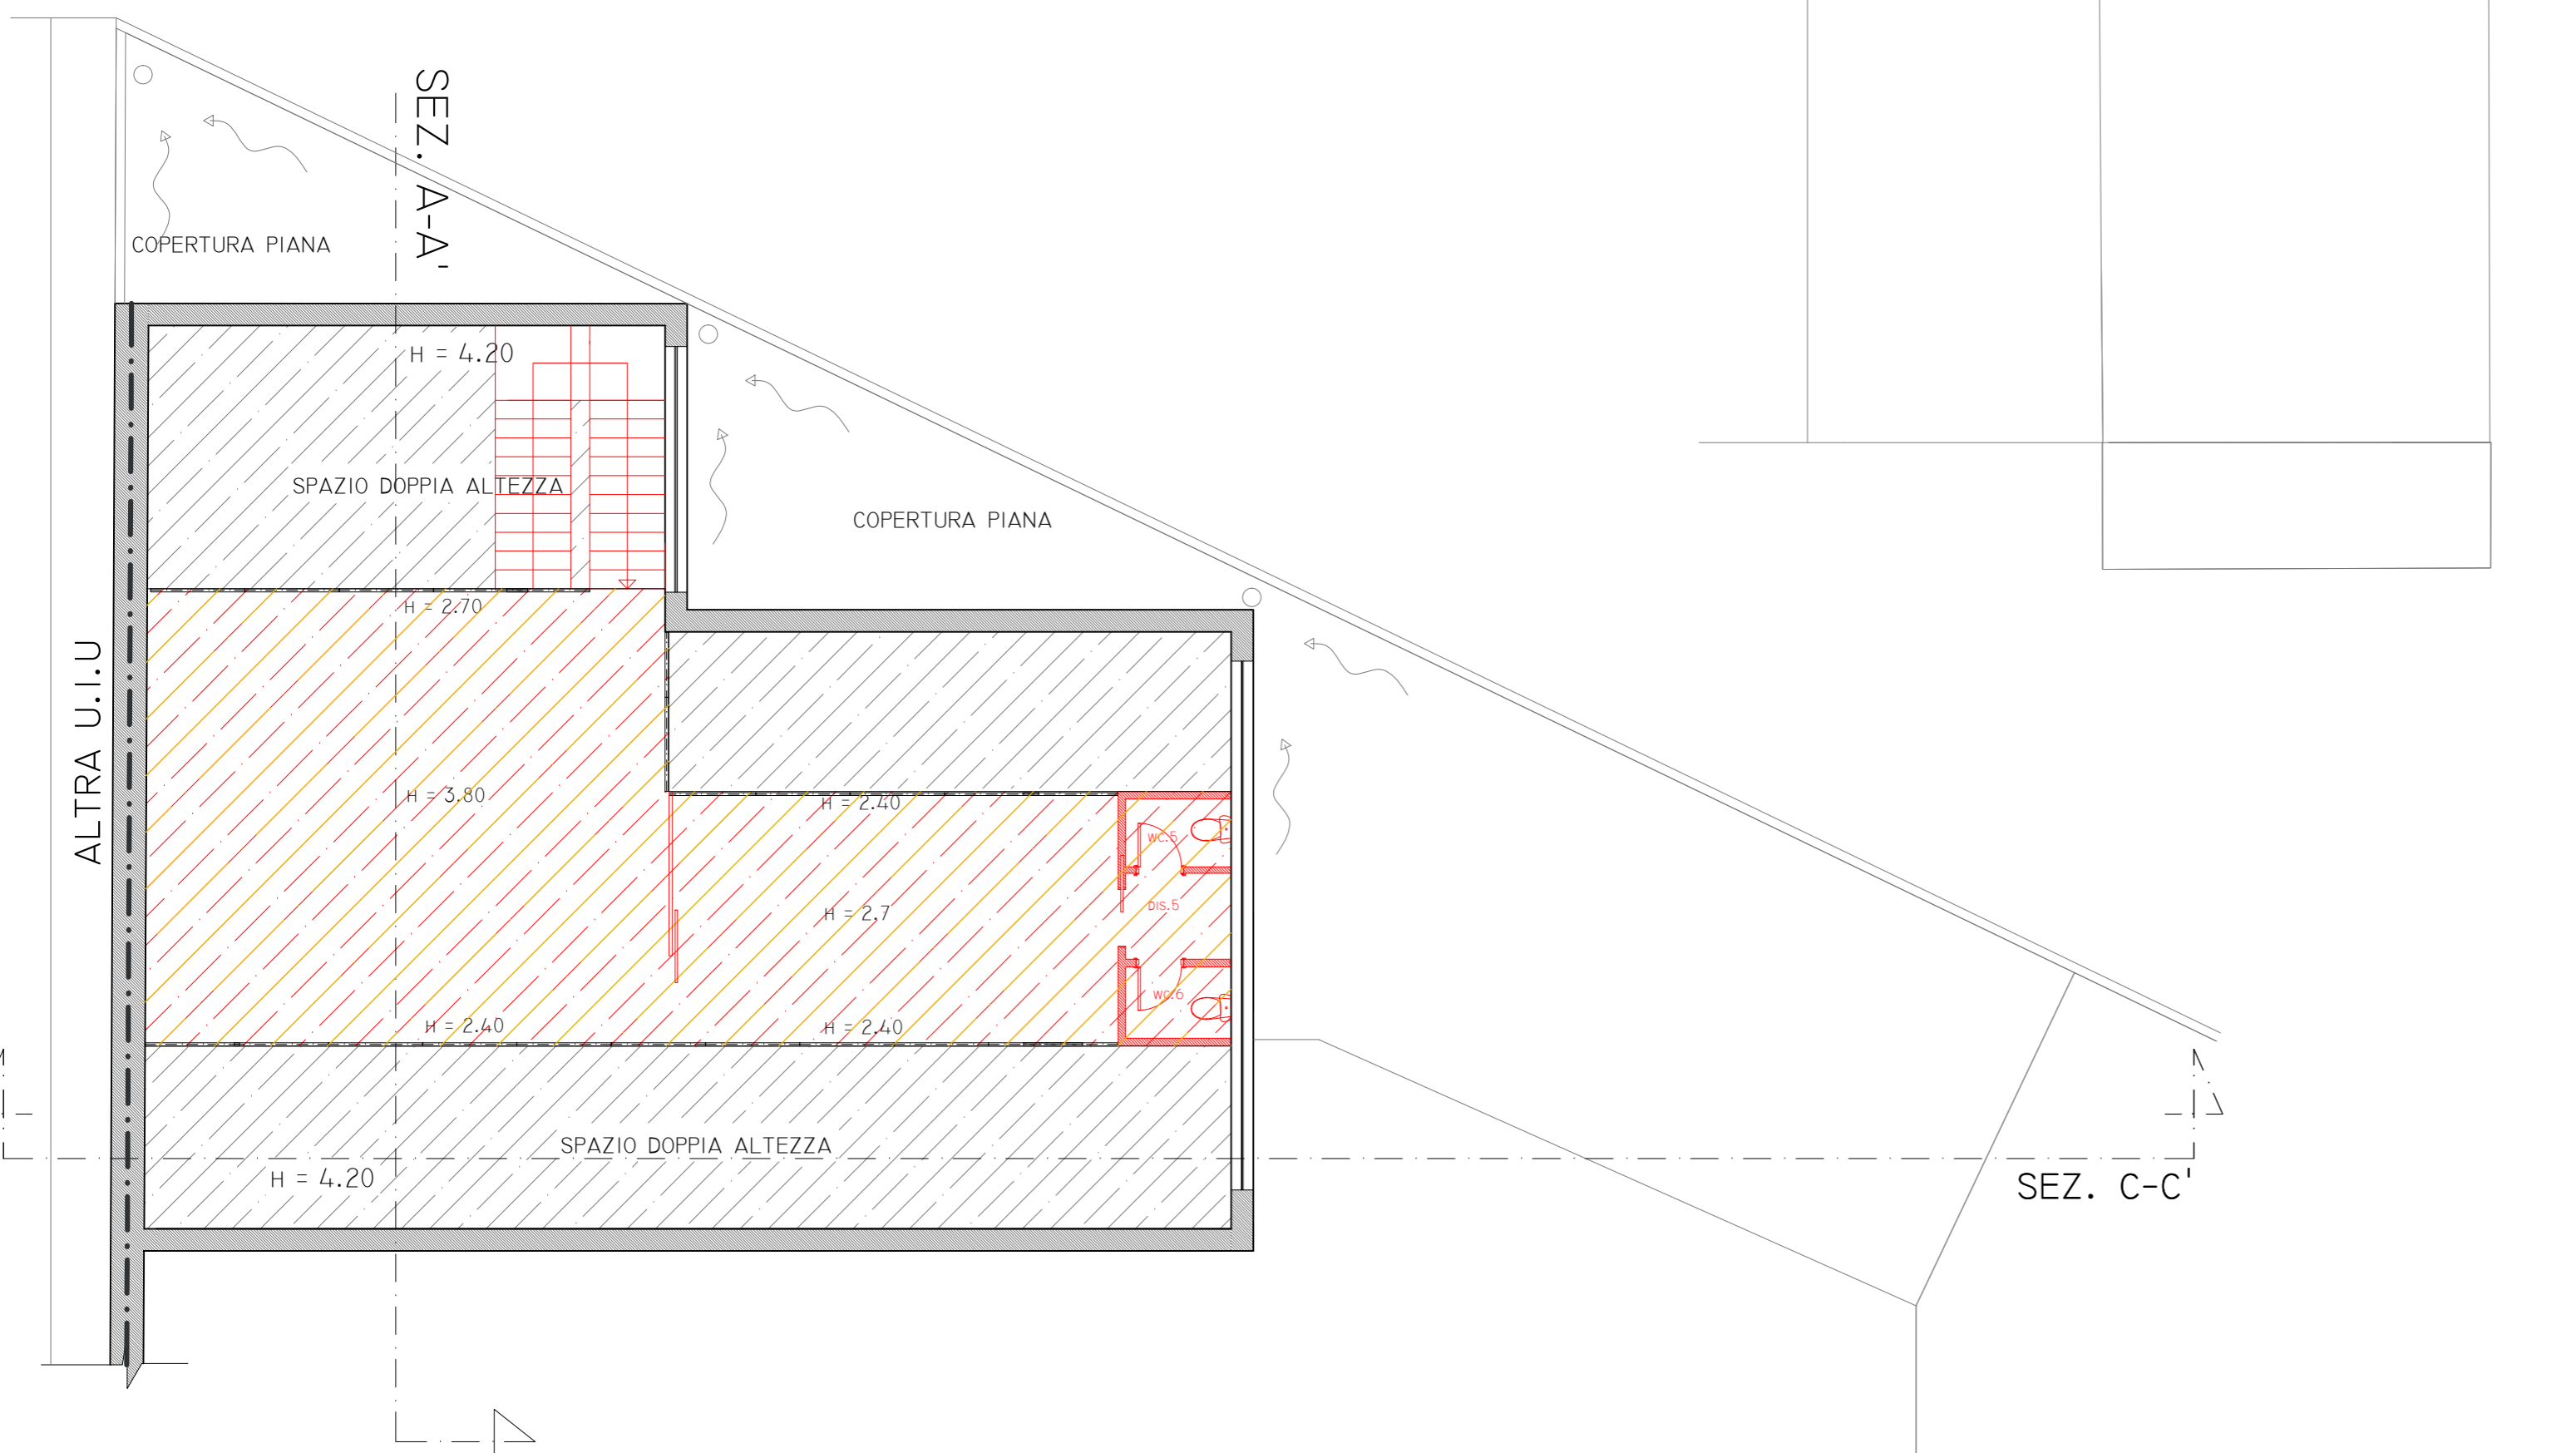 SEZ. A-A'
COPERTURA PIANA
H = 4.20
SPAZIO DOPPIA ALTEZZA
COPERTURA PIANA
H = 2.70
ALTRA U.I.U
H = 3.80
H = 2.40
WC.5
DIS.5
H = 2.7
WC.6
H = 2.40
H = 2.40
SPAZIO DOPPIA ALTEZZA
H = 4.20
SEZ. C-C'